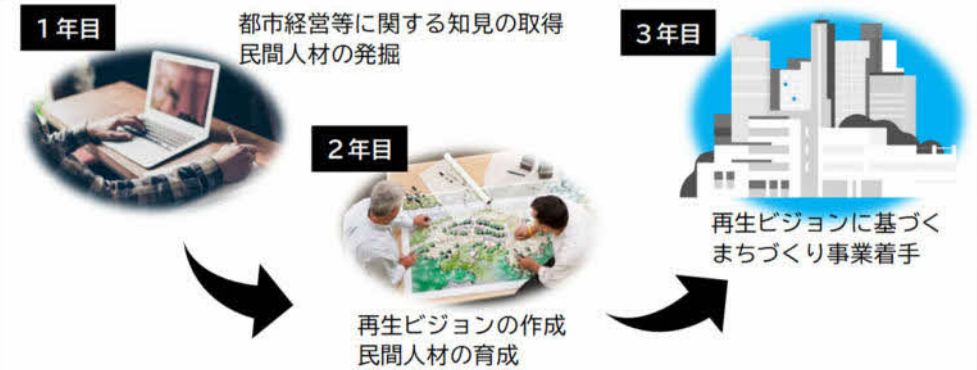 1年目
都市経営等に関する知見の取得
民間人材の発掘
2年目
再生ビジョンの作成
民間人材の育成
3年目
再生ビジョンに基づく
まちづくり事業着手